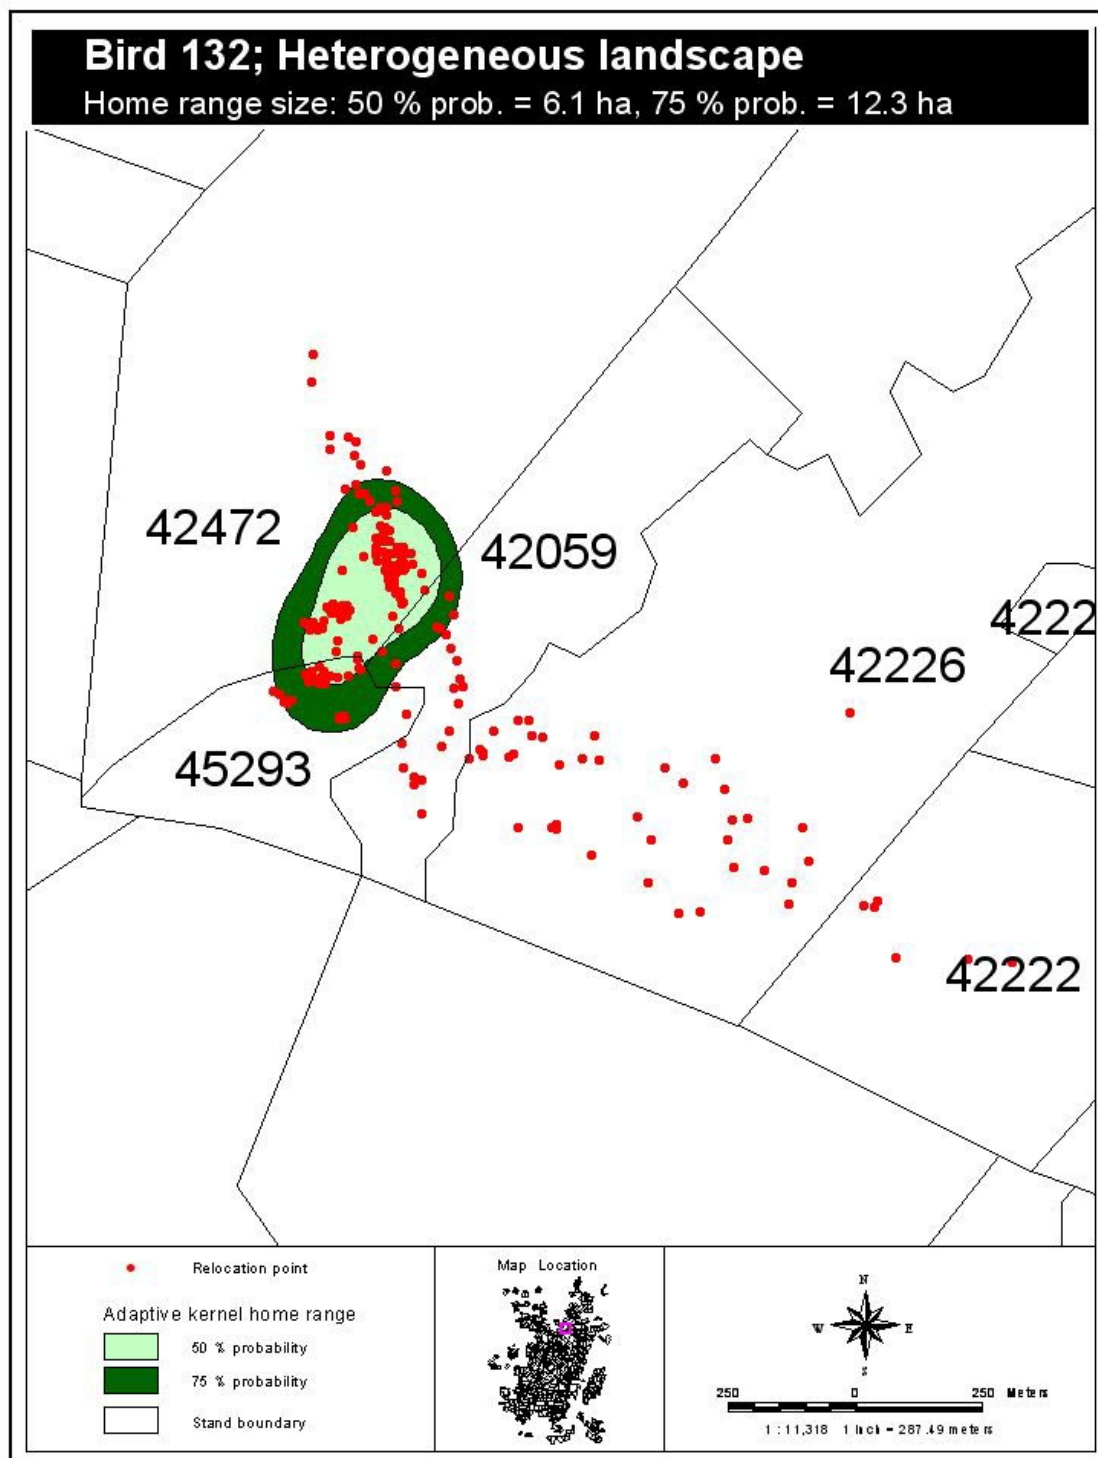 Bird 132; Heterogeneous landscape
Home range size: 50 % prob. = 6.1 ha, 75 % prob. = 12.3 ha
42472
42059
4222
42226
45293
42222
Relocation point
Adaptive kernel home range
50 % probability
75 % probability
Stand boundary
Map Location
N
W E
S
250 0 250 Meters
1 : 11,318 1 Inch = 287.49 meters